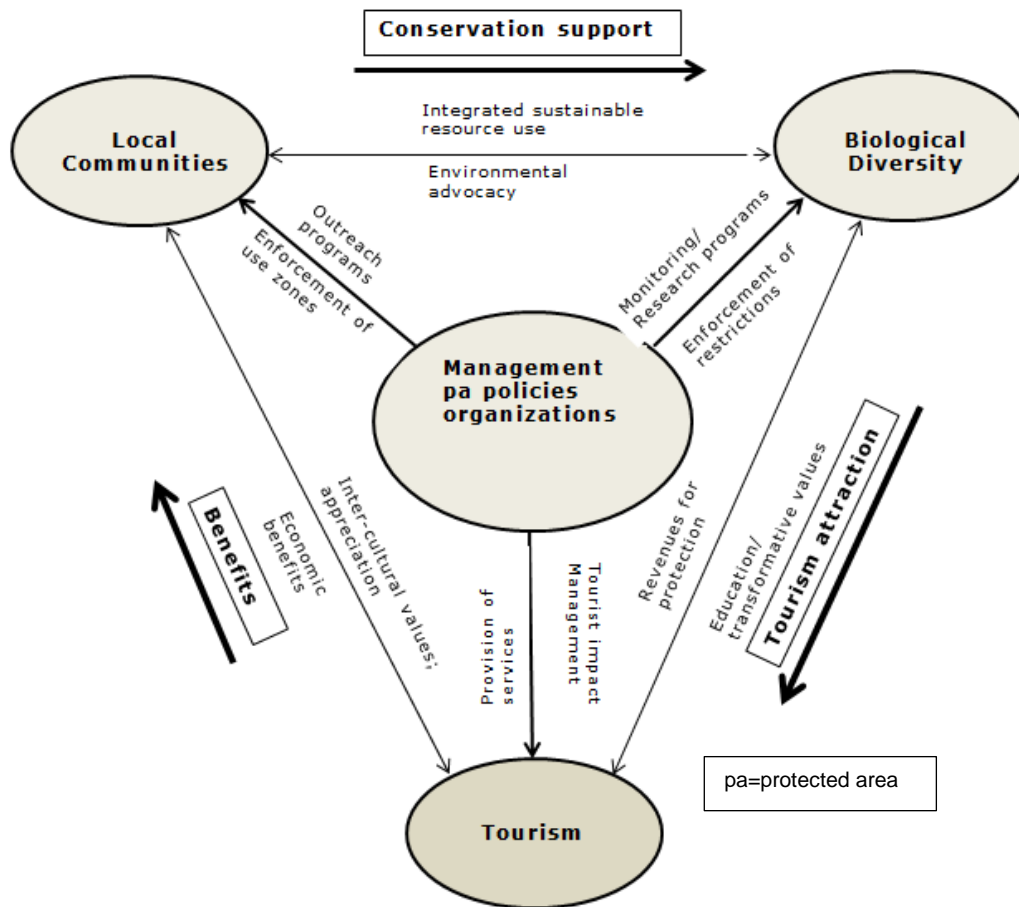 Conservation support
Integrated sustainable
resource use
Local
Communities
Biological
Diversity
Environmental
advocacy
Outreach
programs
Enforcement of
use zones
Monitoring/
Research programs
Enforcement of
restrictions
Management
pa policies
organizations
Benefits
Economic
benefits
Inter-cultural values;
appreciation
Provision of
services
Tourist impact
Management
Revenues for
protection
Education/
transformative values
Tourism attraction
pa=protected area
Tourism